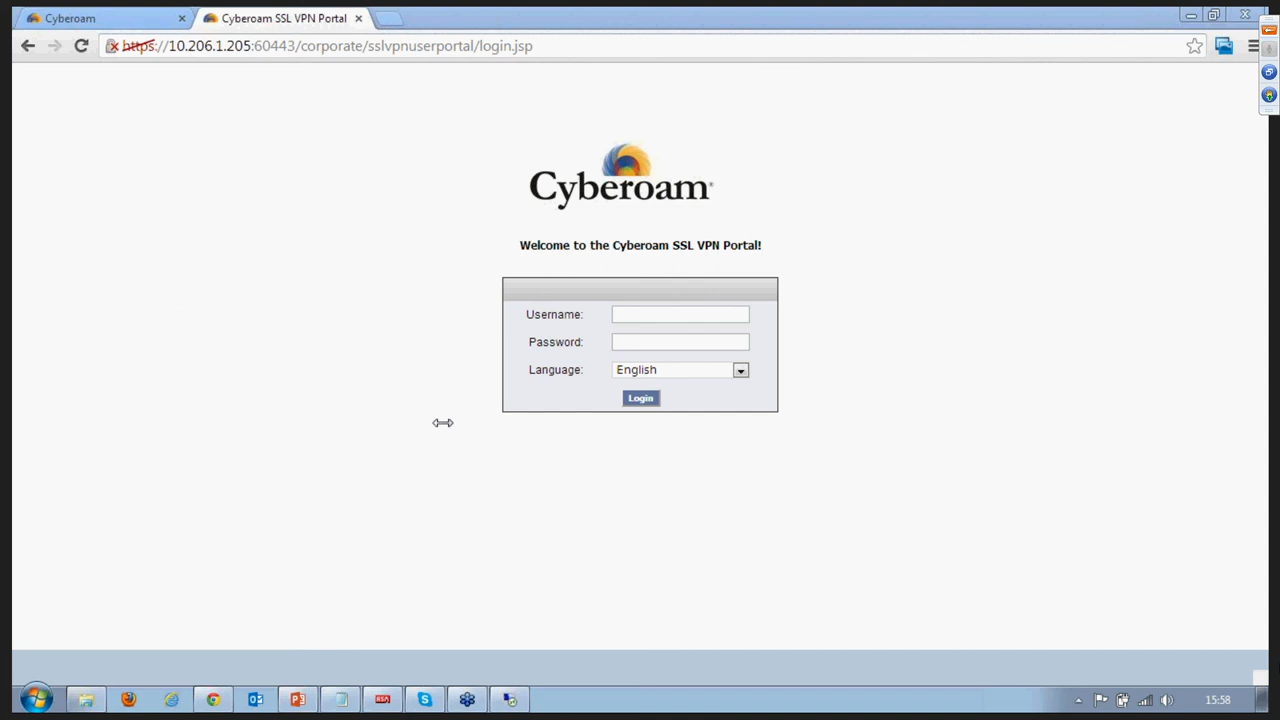 Cyberoam
Cyberoam SSL VPN Portal
https://10.206.1.205:60443/corporate/sslvpnuserportal/login.jsp
Cyberoam
Welcome to the Cyberoam SSL VPN Portal!
Username:
Password:
Language: English
Login
RSA
15:58